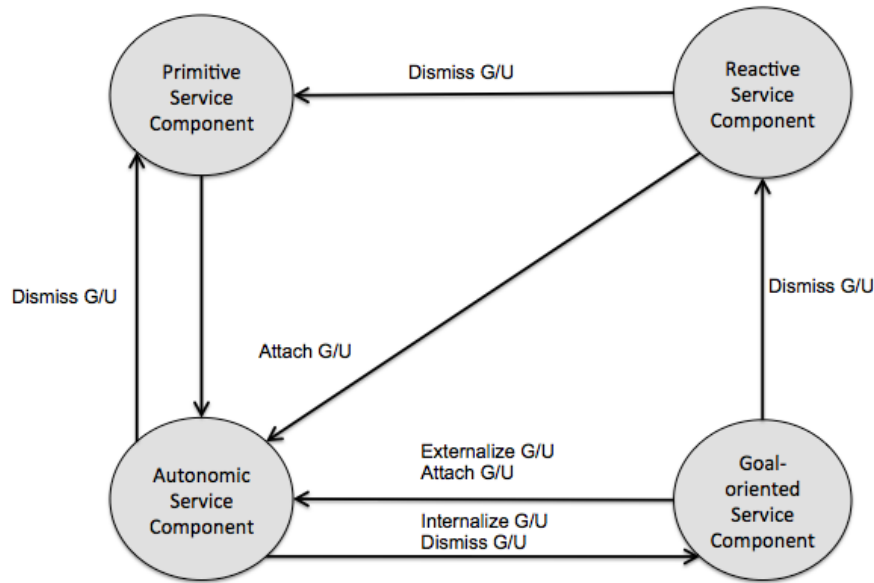 Primitive
Service
Component
Dismiss G/U
Reactive
Service
Component
Dismiss G/U
Dismiss G/U
Attach G/U
Autonomic
Service
Component
Externalize G/U
Attach G/U
Internalize G/U
Dismiss G/U
Goal-
oriented
Service
Component